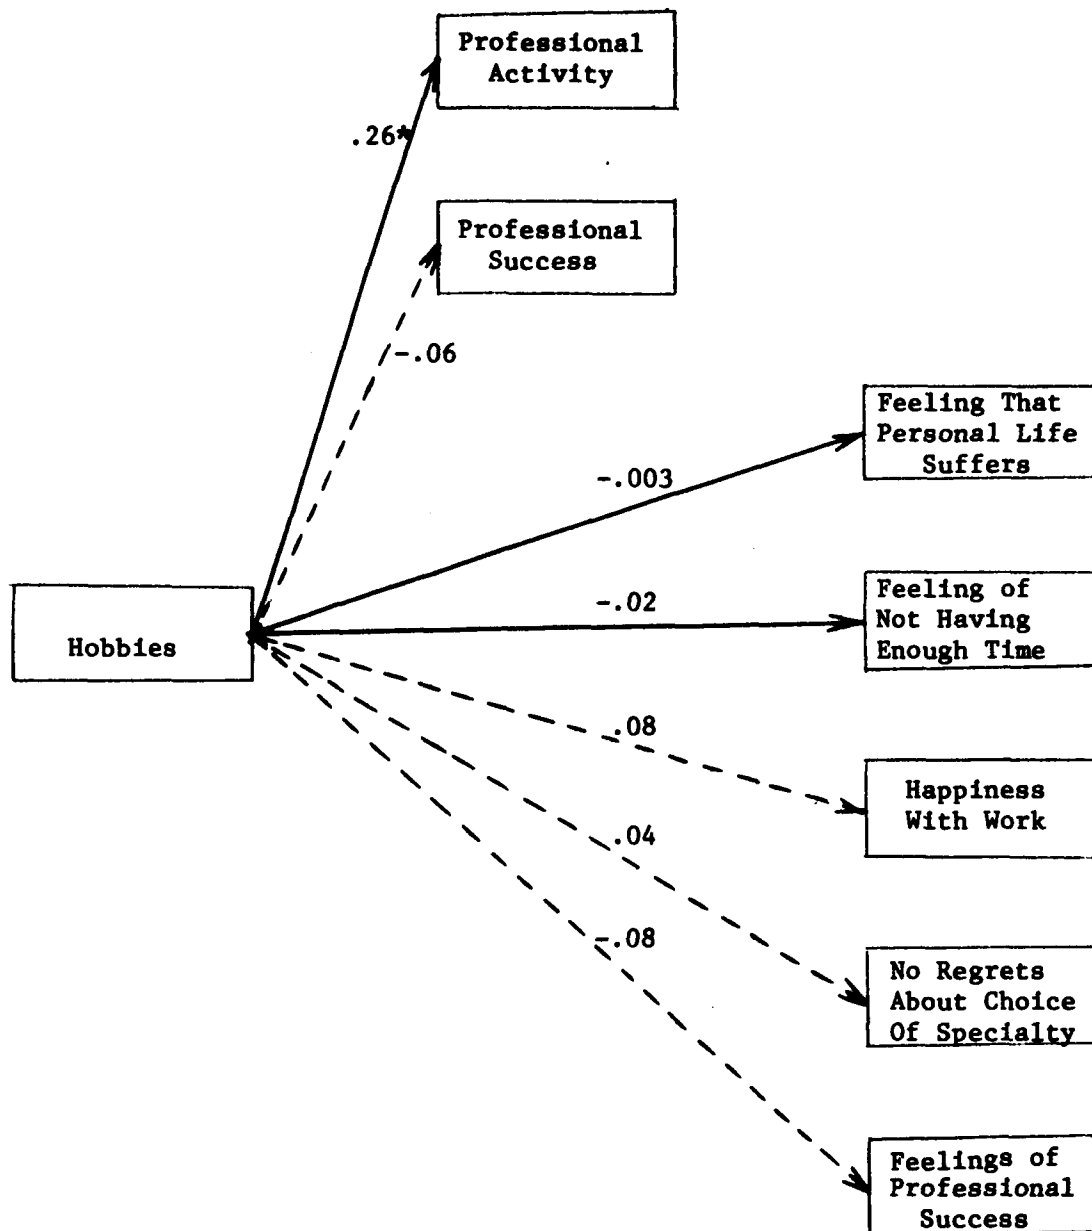 Professional
Activity
.26*
Professional
Success
-.06
Feeling That
Personal Life
Suffers
-.003
Feeling of
Not Having
Enough Time
-.02
Hobbies
.08
Happiness
With Work
.04
-.08
No Regrets
About Choice
Of Specialty
Feelings of
Professional
Success